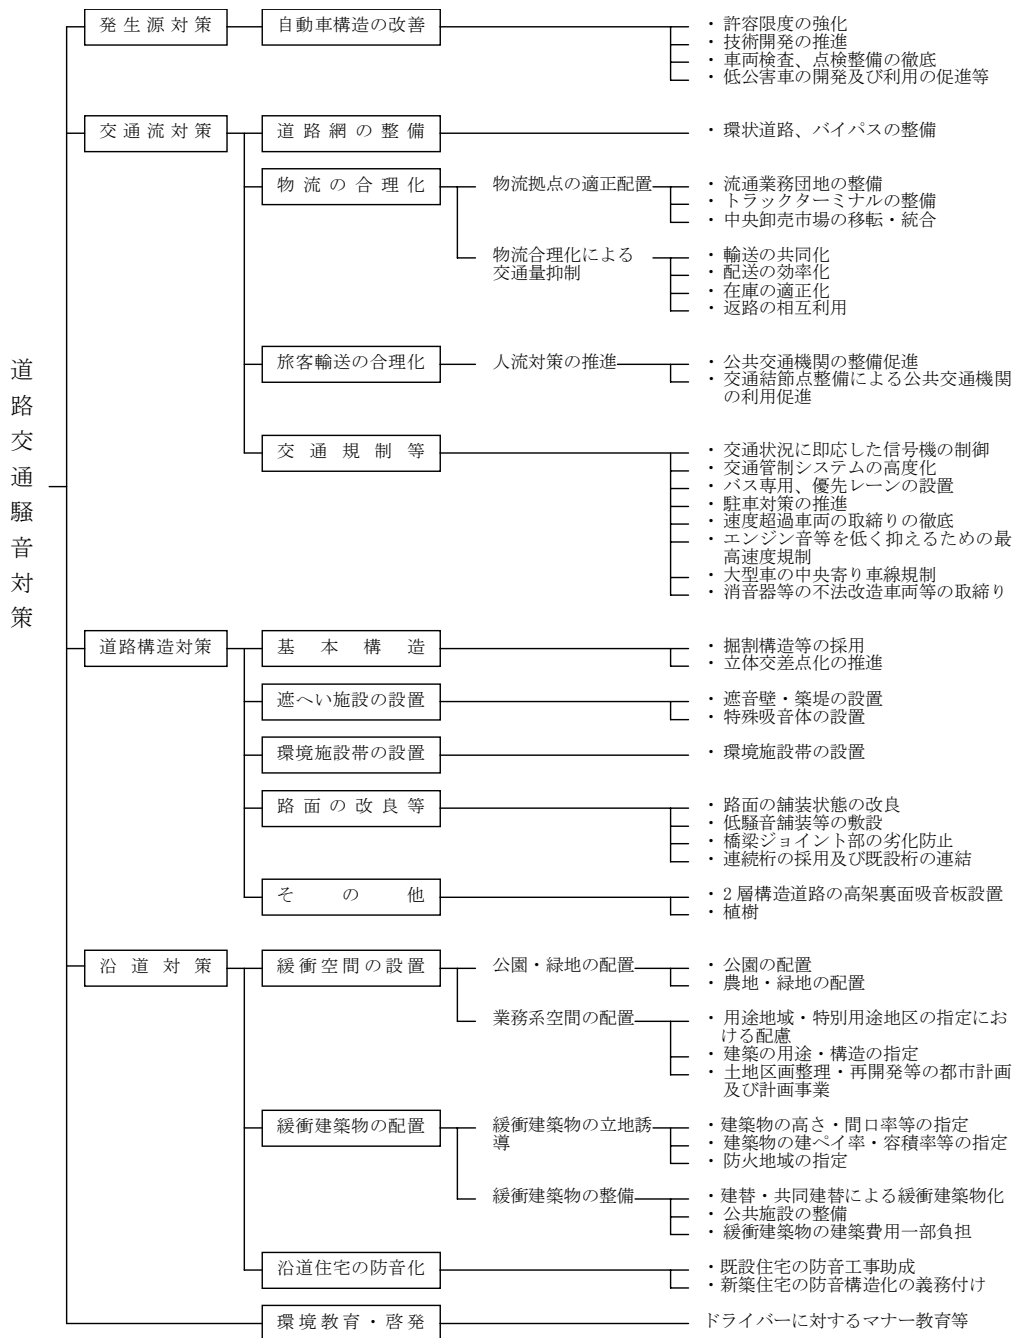 道路交通騒音対策
発生源対策
自動車構造の改善
・許容限度の強化
・技術開発の推進
・車両検査、点検整備の徹底
・低公害車の開発及び利用の促進等
交通流対策
道路網の整備
・環状道路、バイパスの整備
物流の合理化
物流拠点の適正配置
・流通業務団地の整備
・トラックターミナルの整備
・中央卸売市場の移転・統合
物流合理化による
交通量抑制
・輸送の共同化
・配送の効率化
・在庫の適正化
・返路の相互利用
旅客輸送の合理化
人流対策の推進
・公共交通機関の整備促進
・交通結節点整備による公共交通機関
の利用促進
交通規制等
・交通状況に即応した信号機の制御
・交通管制システムの高度化
・バス専用、優先レーンの設置
・駐車対策の推進
・速度超過車両の取締りの徹底
・エンジン音等を低く抑えるための最
高速度規制
・大型車の中央寄り車線規制
・消音器等の不法改造車両等の取締り
道路構造対策
基本構造
・掘割構造等の採用
・立体交差点化の推進
遮へい施設の設置
・遮音壁・築堤の設置
・特殊吸音体の設置
環境施設帯の設置
・環境施設帯の設置
路面の改良等
・路面の舗装状態の改良
・低騒音舗装等の敷設
・橋梁ジョイント部の劣化防止
・連続桁の採用及び既設桁の連結
その他
・2層構造道路の高架裏面吸音板設置
・植樹
沿道対策
緩衝空間の設置
公園・緑地の配置
・公園の配置
・農地・緑地の配置
業務系空間の配置
・用途地域・特別用途地区の指定にお
ける配慮
・建築の用途・構造の指定
・土地区画整理・再開発等の都市計画
及び計画事業
緩衝建築物の配置
緩衝建築物の立地誘
導
・建築物の高さ・間口率等の指定
・建築物の建ペイ率・容積率等の指定
・防火地域の指定
緩衝建築物の整備
・建替・共同建替による緩衝建築物化
・公共施設の整備
・緩衝建築物の建築費用一部負担
沿道住宅の防音化
・既設住宅の防音工事助成
・新築住宅の防音構造化の義務付け
環境教育・啓発
ドライバーに対するマナー教育等